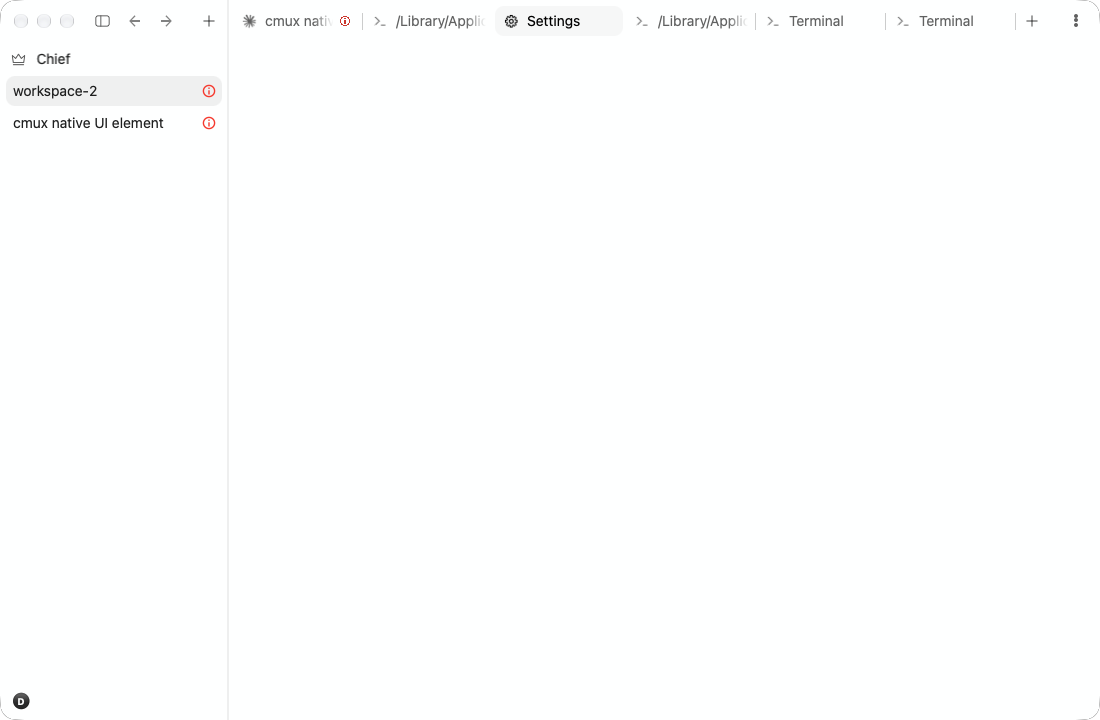 cmux nati
/Library/Applic
Settings
/Library/Applic
Terminal
Terminal
Chief
workspace-2
cmux native UI element
D